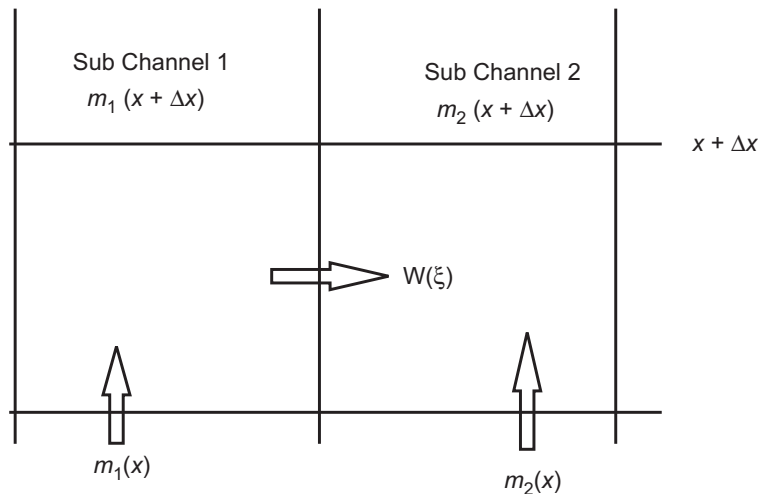 Sub Channel 1
m₁ (x + Δx)
Sub Channel 2
m₂ (x + Δx)
x + Δx
W(ξ)
m₁(x)
m₂(x)